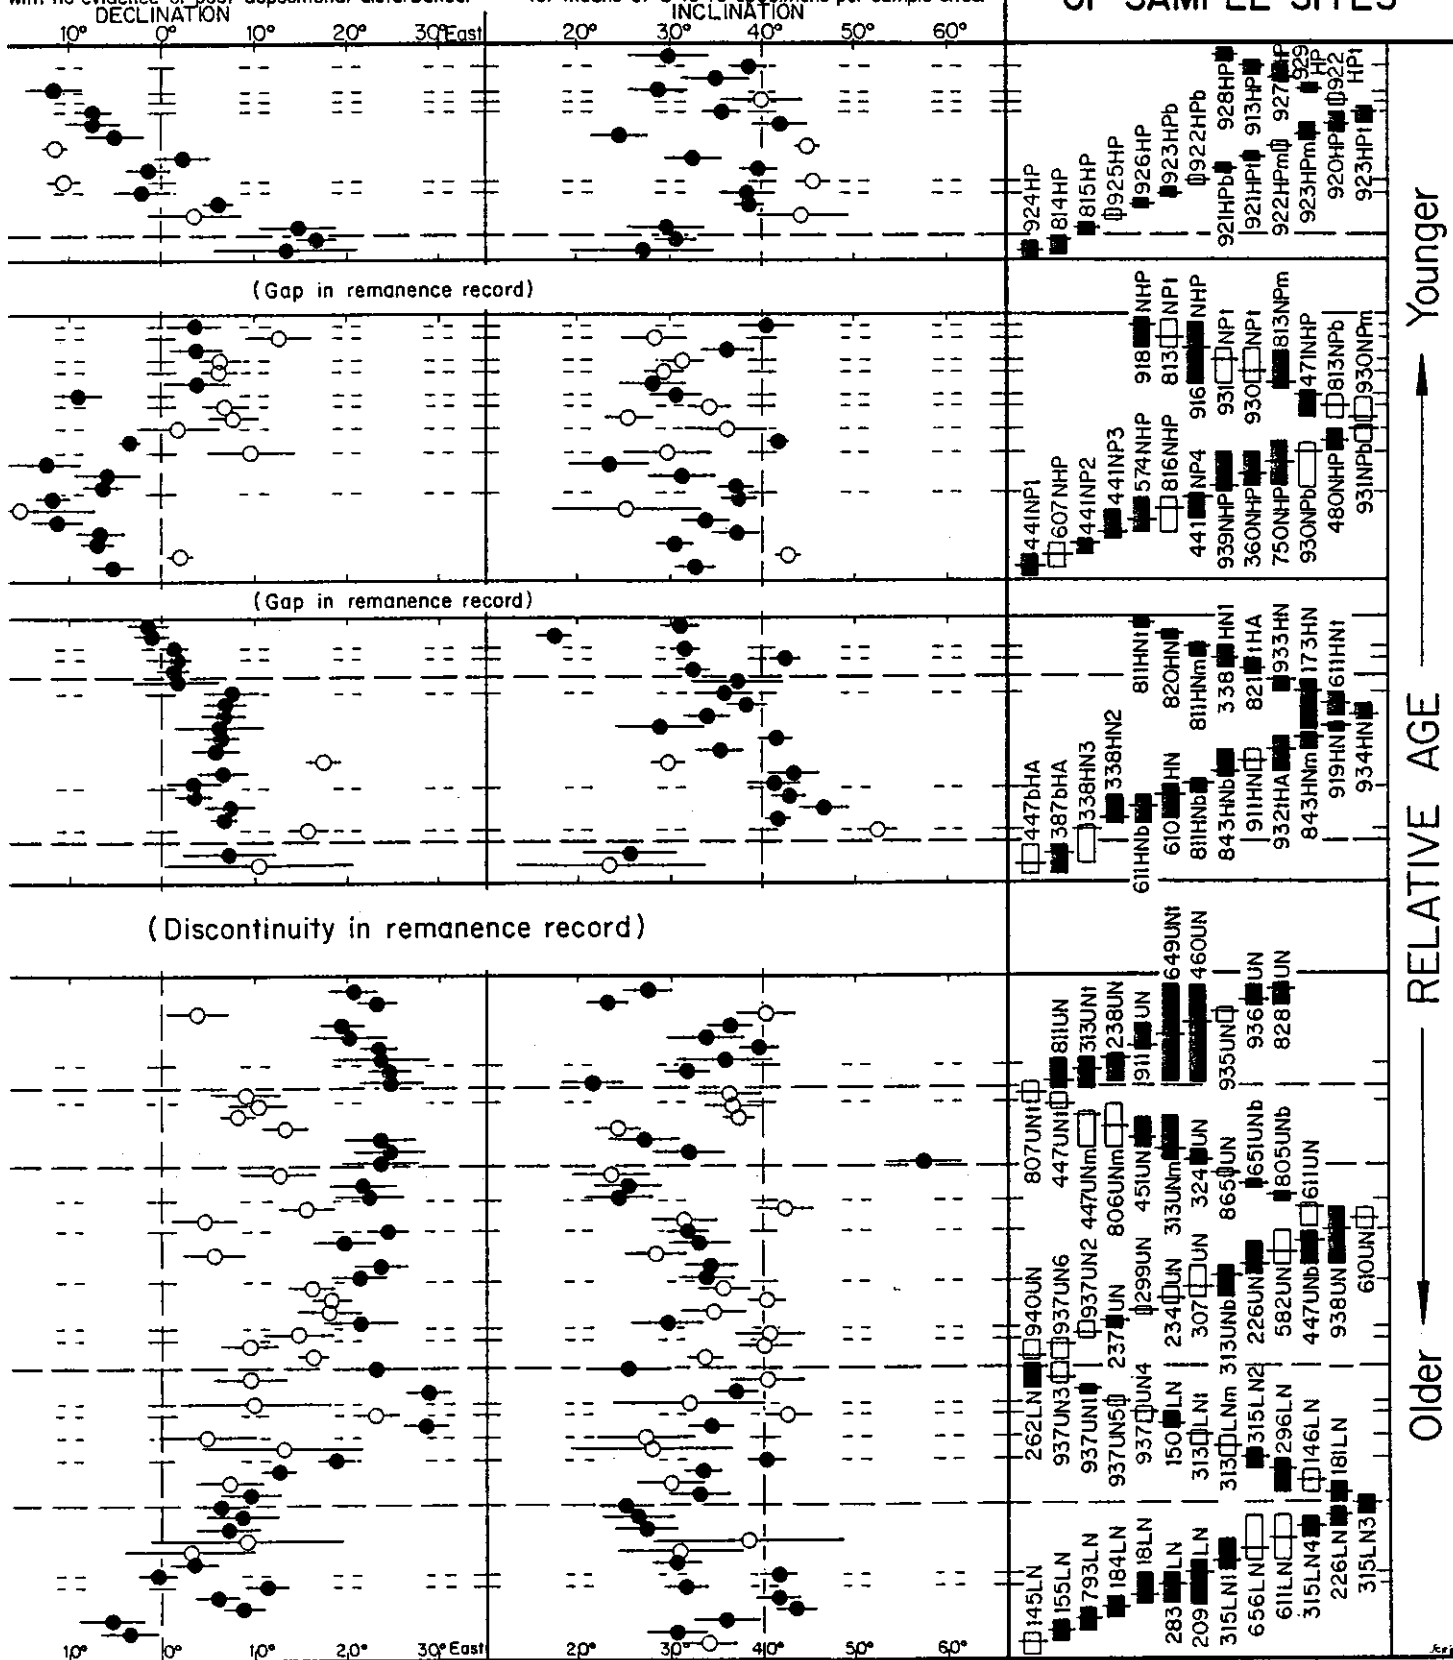 with no evidence of post-depositional disturbance.
DECLINATION
INCLINATION
OF SAMPLE SITES
10° 0° 10° 20° 30° East 20° 30° 40° 50° 60°
924HP
814HP
815HP
925HP
926HP
923HPb
922HPb
928HP
921HPb
913HP
921HPt
927HP
922HPm
929HP
923HPm
920HP
922HPt
923HPt
(Gap in remanence record)
918NHP
813NPt
916NHP
931NPt
930NPt
813NPm
471NHP
813NPb
930NPm
441NP1
607NHP
441NP2
441NP3
574NHP
816NHP
441NP4
939NHP
360NHP
750NHP
930NPb
480NHP
931NPb
(Gap in remanence record)
811HNt
820HN
811HNm
338HN1
821tHA
933HN
173HN
611HNt
447bHA
387bHA
338HN3
338HN2
611HNb
610HN
811HNb
843HNb
911HN
932tHA
843HNm
919HN
934HN
(Discontinuity in remanence record)
811UN
313UNt
238UN
911UN
649UNt
460UN
935UN
936UN
828UN
807UNt
447UNt
447UNm
806UNm
451UN
313UNm
324UN
865UN
651UNb
805UNb
611UN
940UN
937UN6
937UN2
237UN
299UN
234UN
307UN
313UNb
226UN
582UN
447UNb
938UN
610UN
262LN
937UN3
937UN1
937UN5
937UN4
150LN
313LNt
313LNm
315LN2
296LN
146LN
181LN
145LN
155LN
793LN
184LN
118LN
283LN
209LN
315LN1
656LN
611LN
315LN4
226LN
315LN3
10° 0° 10° 20° 30° East 20° 30° 40° 50° 60°
Older RELATIVE AGE Younger